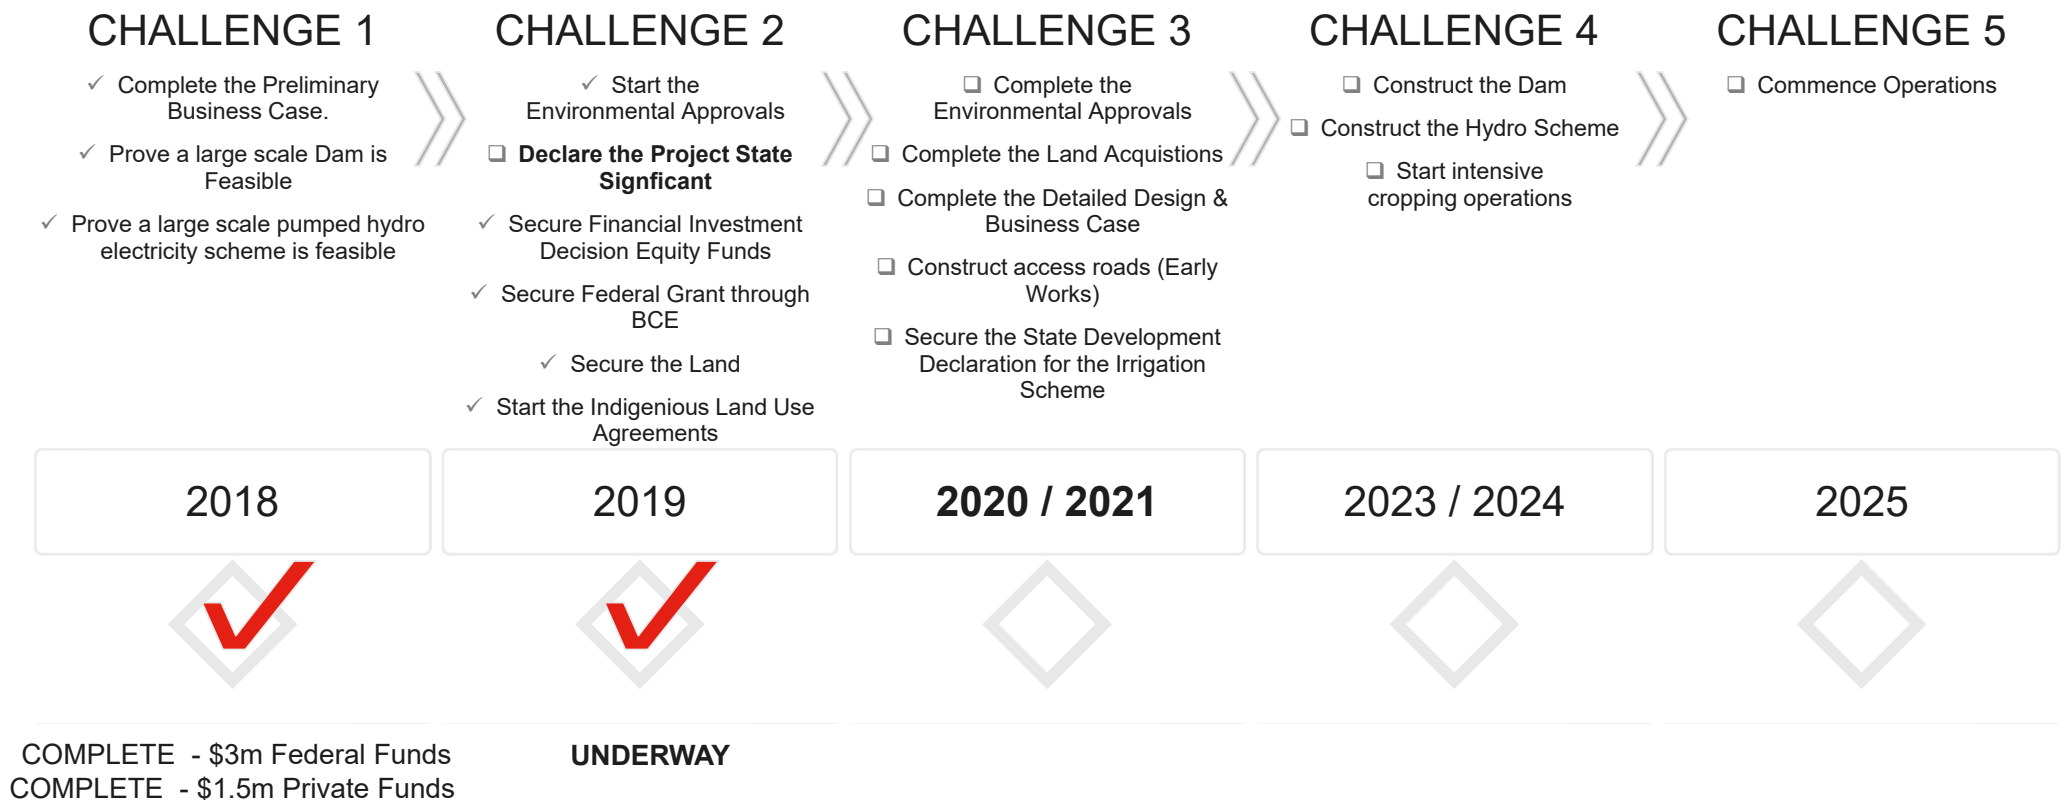 CHALLENGE 1
✓ Complete the Preliminary
Business Case.
✓ Prove a large scale Dam is
Feasible
✓ Prove a large scale pumped hydro
electricity scheme is feasible
CHALLENGE 2
✓ Start the
Environmental Approvals
❑ Declare the Project State
Signficant
✓ Secure Financial Investment
Decision Equity Funds
✓ Secure Federal Grant through
BCE
✓ Secure the Land
✓ Start the Indigenious Land Use
Agreements
CHALLENGE 3
❑ Complete the
Environmental Approvals
❑ Complete the Land Acquistions
❑ Complete the Detailed Design &
Business Case
❑ Construct access roads (Early
Works)
❑ Secure the State Development
Declaration for the Irrigation
Scheme
CHALLENGE 4
❑ Construct the Dam
❑ Construct the Hydro Scheme
❑ Start intensive
cropping operations
CHALLENGE 5
❑ Commence Operations
2018
2019
2020 / 2021
2023 / 2024
2025
COMPLETE - $3m Federal Funds
COMPLETE - $1.5m Private Funds
UNDERWAY